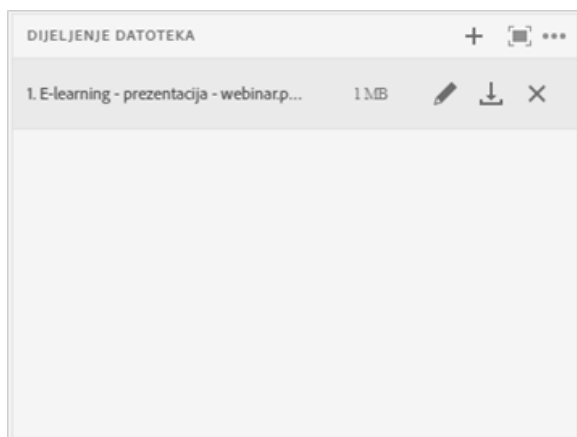 DIJELJENJE DATOTEKA
1. E-learning - prezentacija - webinar.p... 1 MB